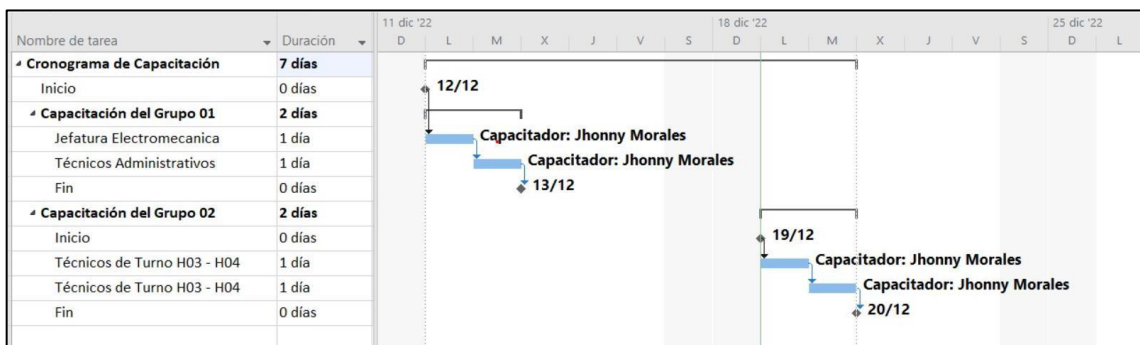 11 dic '22 18 dic '22 25 dic '22
Nombre de tarea Duración D L M X J V S D L M X J V S D L
Cronograma de Capacitación 7 días
Inicio 0 días 12/12
Capacitación del Grupo 01 2 días
Jefatura Electromecanica 1 día Capacitador: Jhonny Morales
Técnicos Administrativos 1 día Capacitador: Jhonny Morales
Fin 0 días 13/12
Capacitación del Grupo 02 2 días
Inicio 0 días 19/12
Técnicos de Turno H03 - H04 1 día Capacitador: Jhonny Morales
Técnicos de Turno H03 - H04 1 día Capacitador: Jhonny Morales
Fin 0 días 20/12